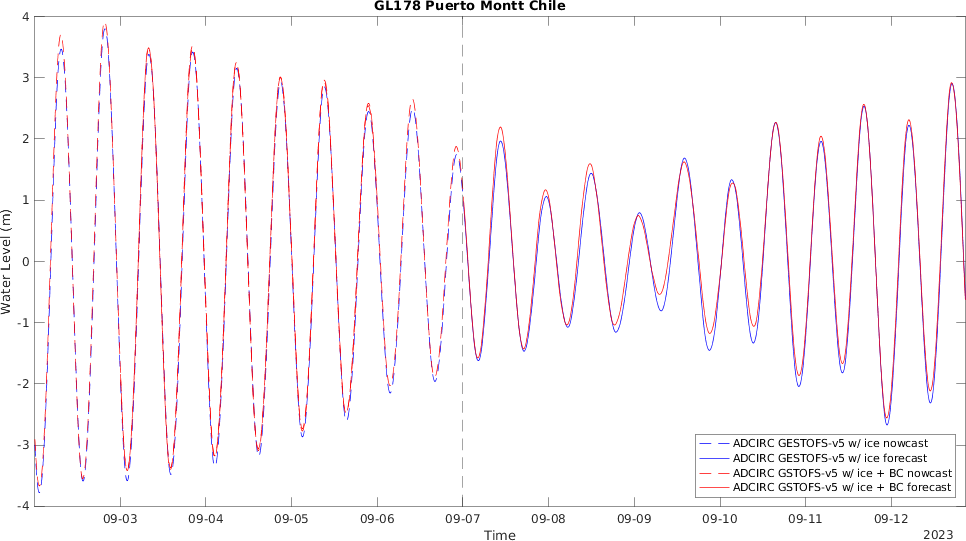 GL178 Puerto Montt Chile
Water Level (m)
4
3
2
1
0
-1
-2
-3
-4
ADCIRC GESTOFS-v5 w/ ice nowcast
ADCIRC GESTOFS-v5 w/ ice forecast
ADCIRC GSTOFS-v5 w/ ice + BC nowcast
ADCIRC GSTOFS-v5 w/ ice + BC forecast
09-03 09-04 09-05 09-06 09-07 09-08 09-09 09-10 09-11 09-12
Time
2023